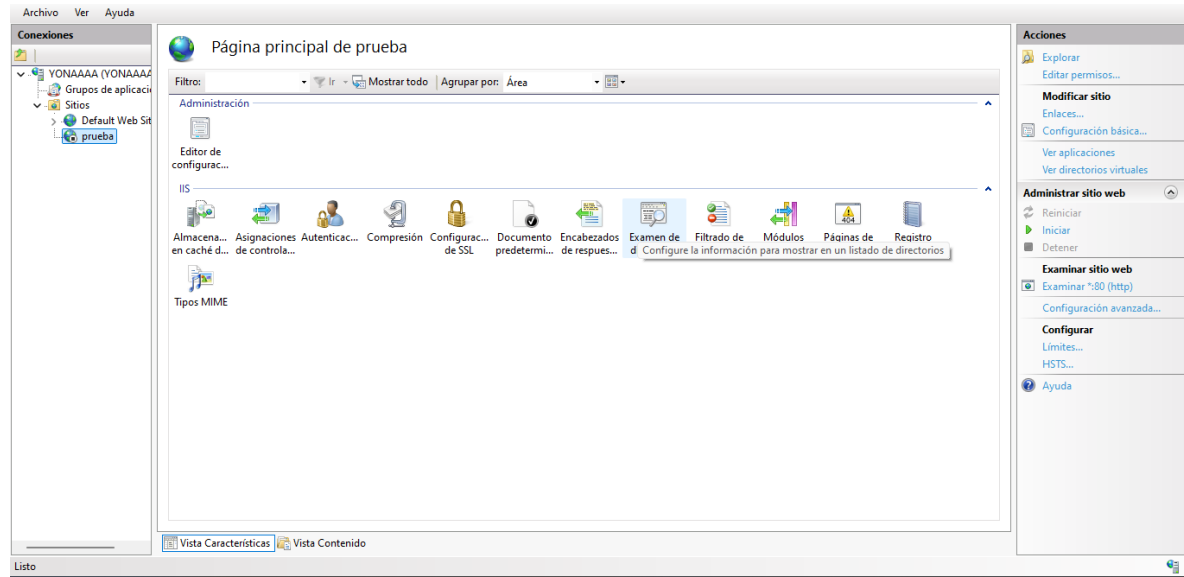 Archivo Ver Ayuda
Conexiones
YONAAAA (YONAAAA
Grupos de aplicaci
Sitios
Default Web Sit
prueba
Página principal de prueba
Filtro: Ir Mostrar todo Agrupar por: Área
Administración
Editor de
configurac...
IIS
Almacena... Asignaciones Autenticac... Compresión Configurac... Documento Encabezados Examen de Filtrado de Módulos Páginas de Registro
en caché d... de controla... de SSL predetermi... de respues... d Configure la información para mostrar en un listado de directorios
Tipos MIME
Vista Características Vista Contenido
Listo
Acciones
Explorar
Editar permisos...
Modificar sitio
Enlaces...
Configuración básica...
Ver aplicaciones
Ver directorios virtuales
Administrar sitio web
Reiniciar
Iniciar
Detener
Examinar sitio web
Examinar *:80 (http)
Configuración avanzada...
Configurar
Límites...
HSTS...
Ayuda